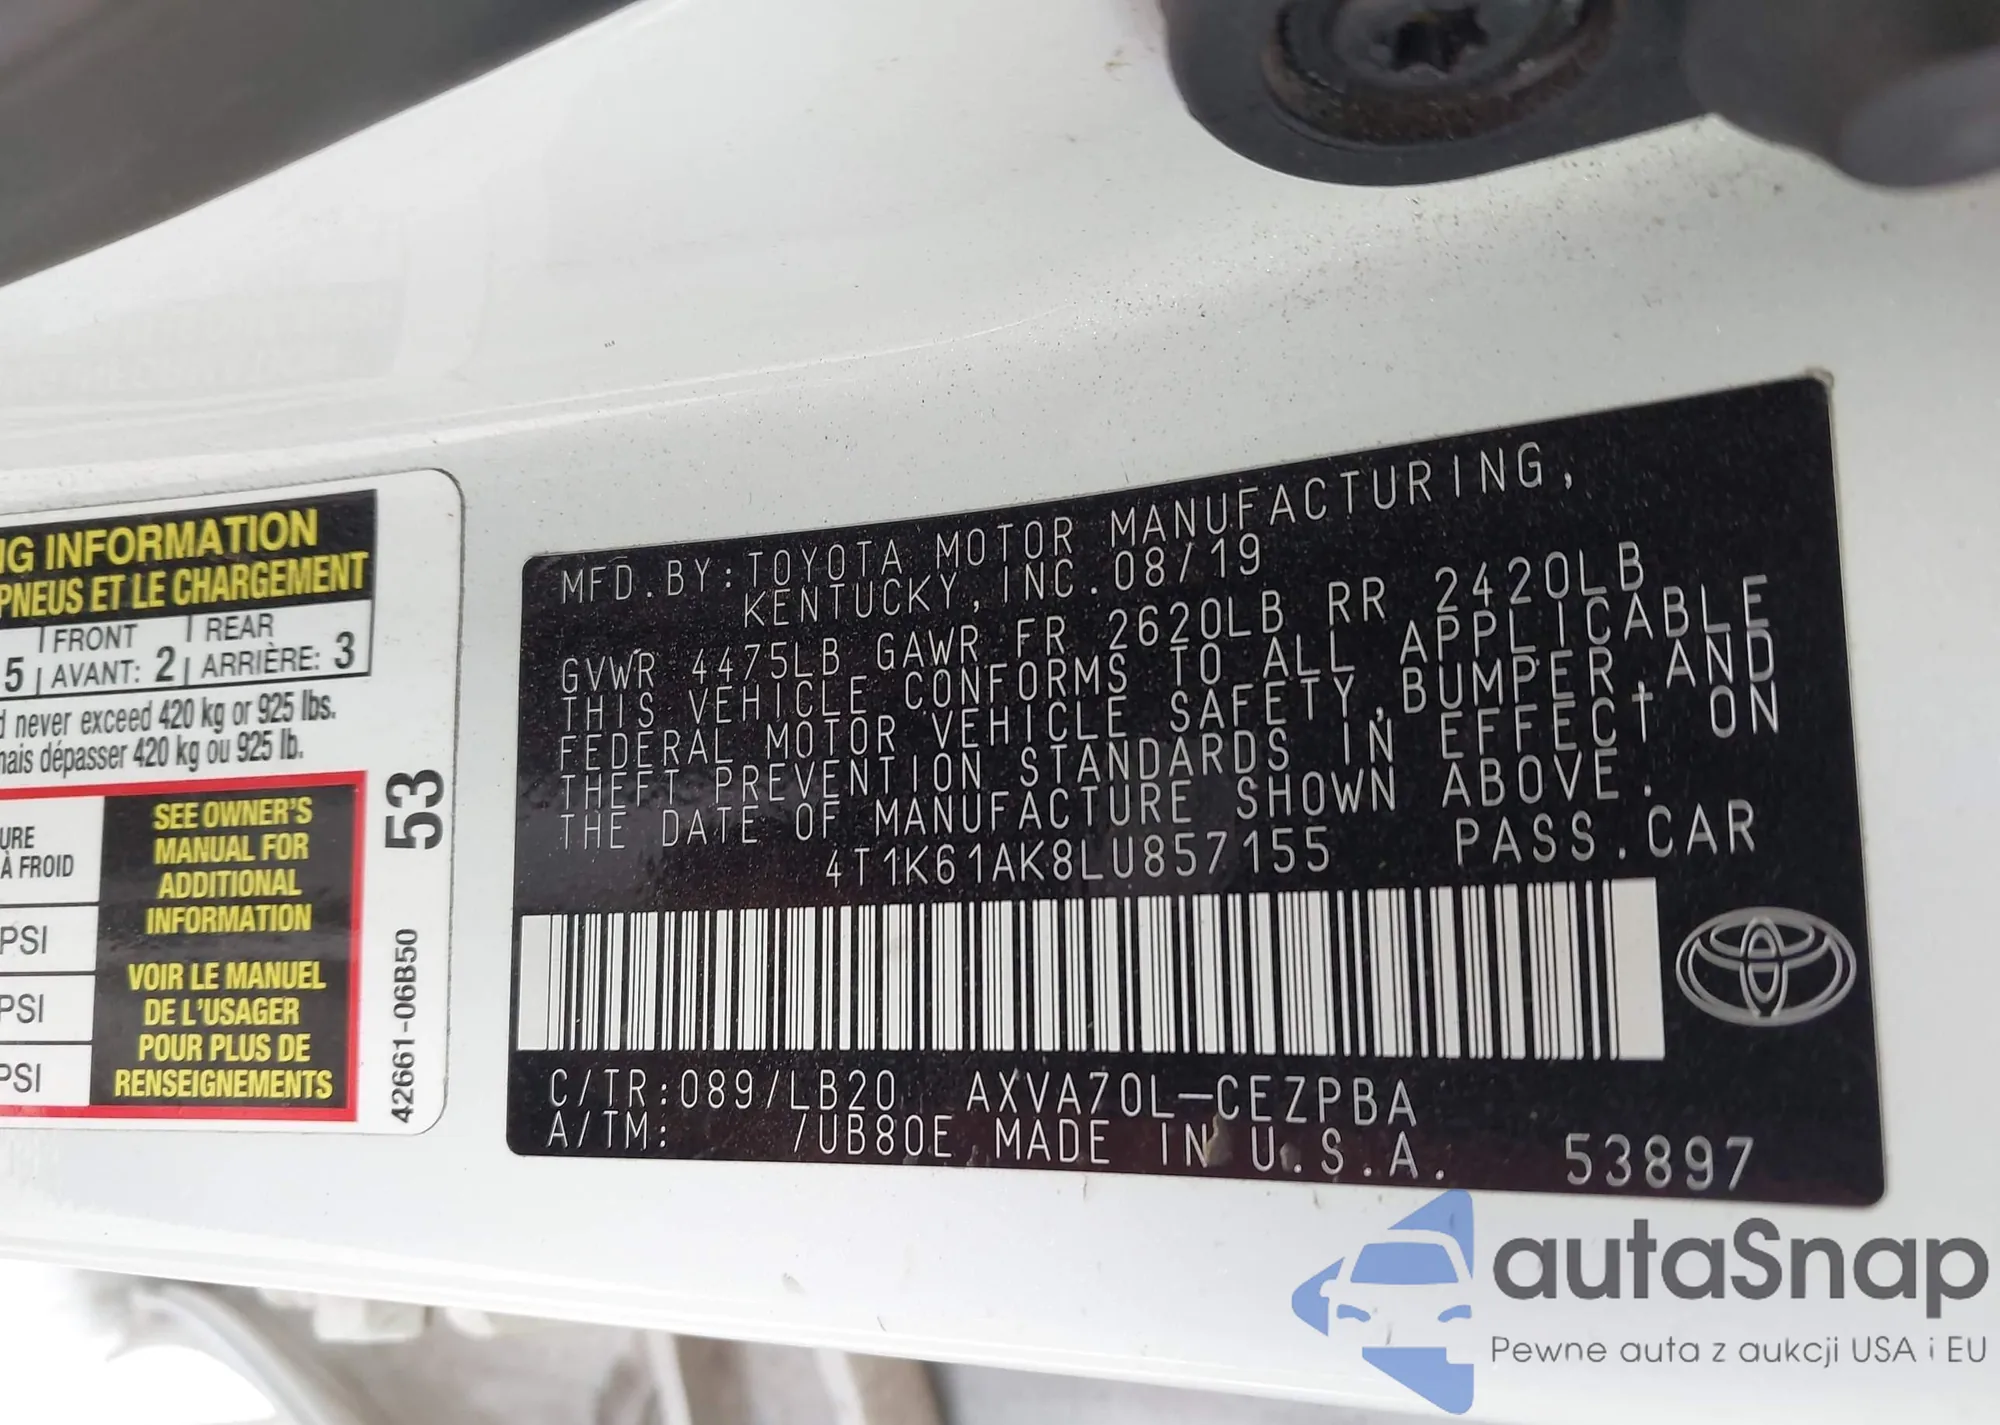 NG INFORMATION
PNEUS ET LE CHARGEMENT
FRONT REAR
5 AVANT: 2 ARRIÈRE: 3
never exceed 420 kg or 925 lbs.
mais dépasser 420 kg ou 925 lb.
SEE OWNER'S
MANUAL FOR
ADDITIONAL
INFORMATION
VOIR LE MANUEL
DE L'USAGER
POUR PLUS DE
RENSEIGNEMENTS
URE
À FROID
PSI
PSI
PSI
53
42661-06B50
MFD.BY:TOYOTA MOTOR MANUFACTURING,
KENTUCKY, INC.08/19
GVWR 4475LB GAWR FR 2620LB RR 2420LB
THIS VEHICLE CONFORMS TO ALL APPLICABLE
FEDERAL MOTOR VEHICLE SAFETY,BUMPER,AND
THEFT PREVENTION STANDARDS IN EFFECT ON
THE DATE OF MANUFACTURE SHOWN ABOVE.
4T1K61AK8LU857155 PASS.CAR
C/TR:089/LB20 AXVA70L-CEZPBA
A/TM: /UB80E MADE IN U.S.A. 53897
autaSnap
Pewne auta z aukcji USA i EU